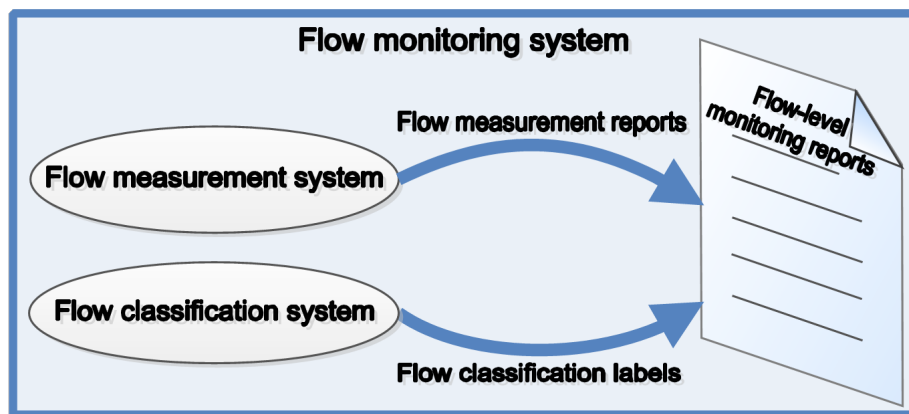 Flow monitoring system
Flow measurement reports
Flow-level
monitoring reports
Flow measurement system
Flow classification system
Flow classification labels